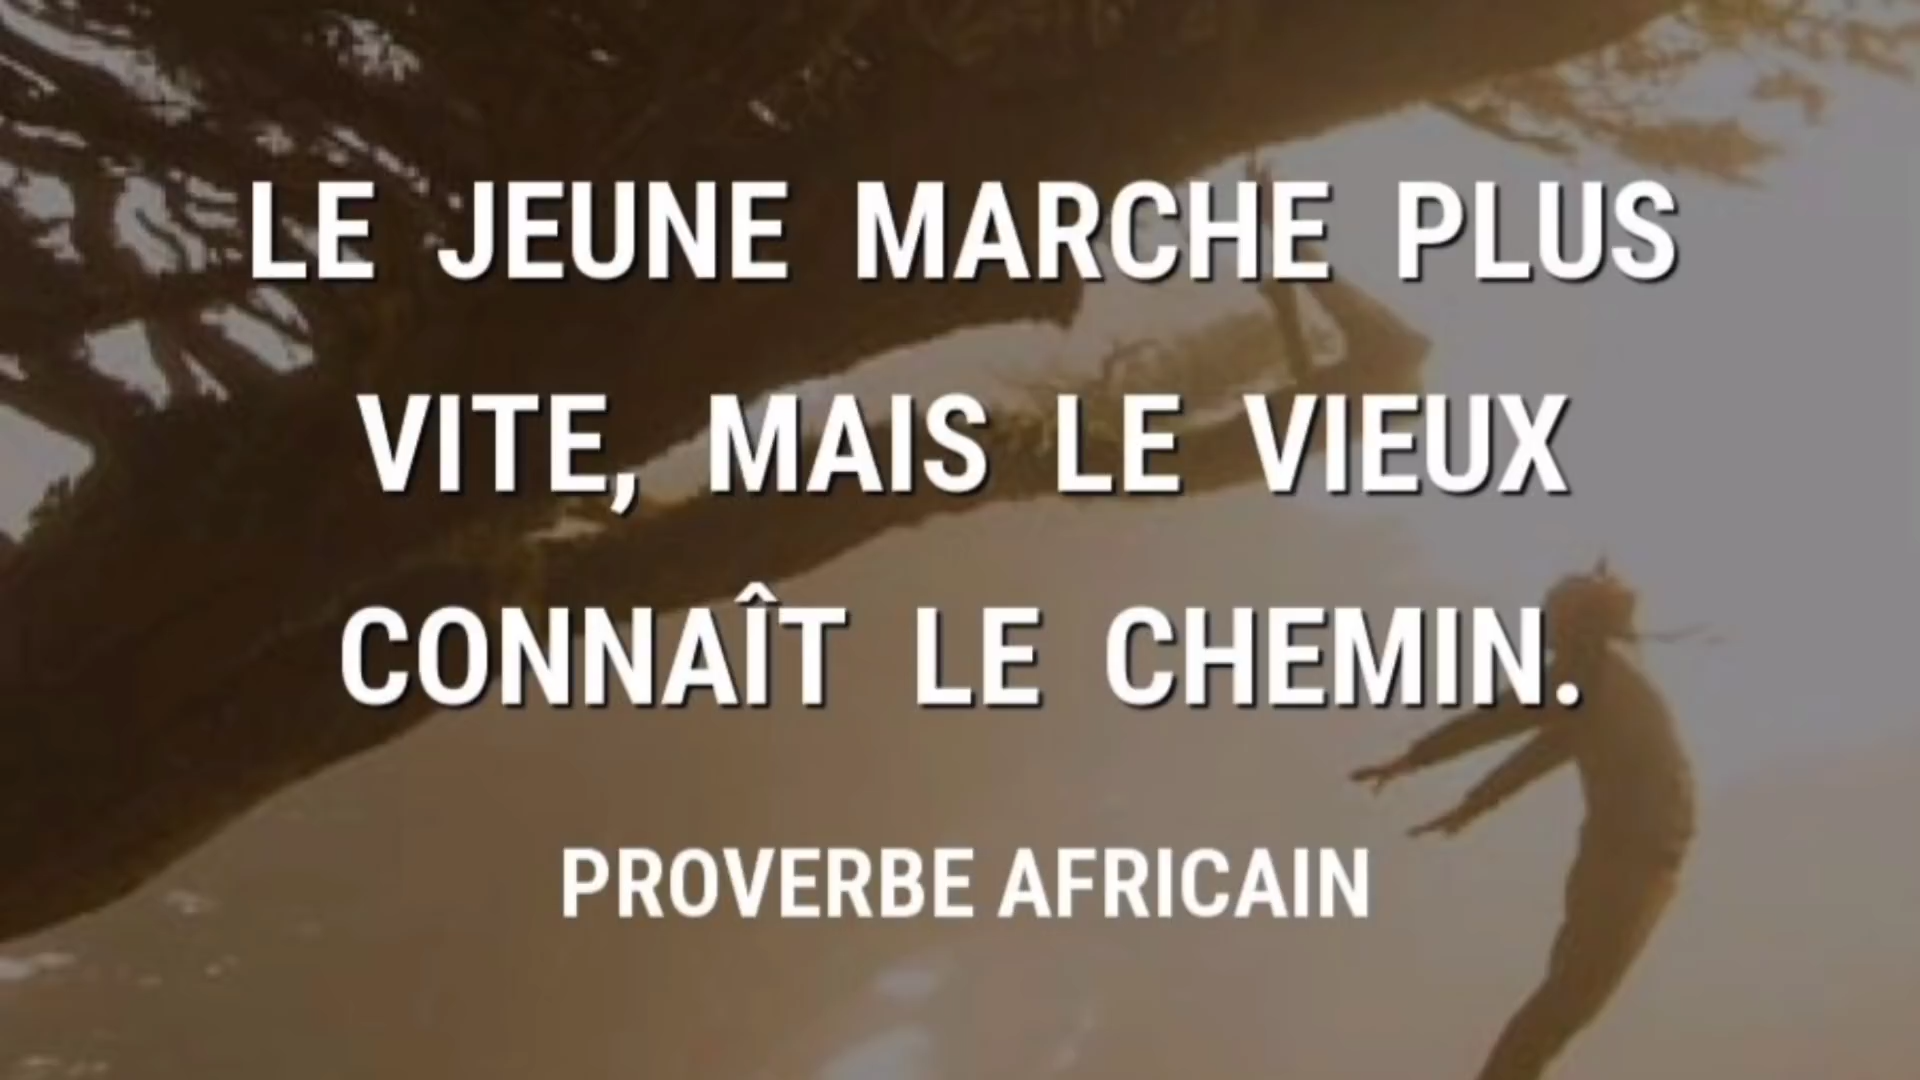 LE JEUNE MARCHE PLUS
VITE, MAIS LE VIEUX
CONNAÎT LE CHEMIN.
PROVERBE AFRICAIN